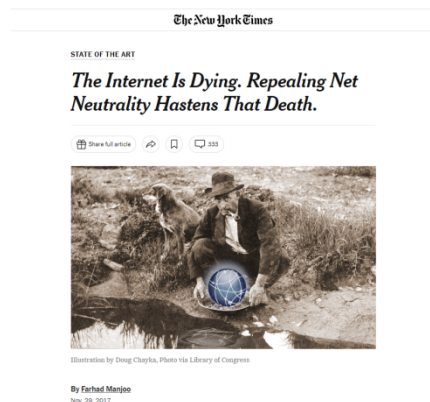 The New York Times
STATE OF THE ART
The Internet Is Dying. Repealing Net
Neutrality Hastens That Death.
Share full article
333
Illustration by Doug Chayka, Photo via Library of Congress
By Farhad Manjoo
Nov. 29, 2017